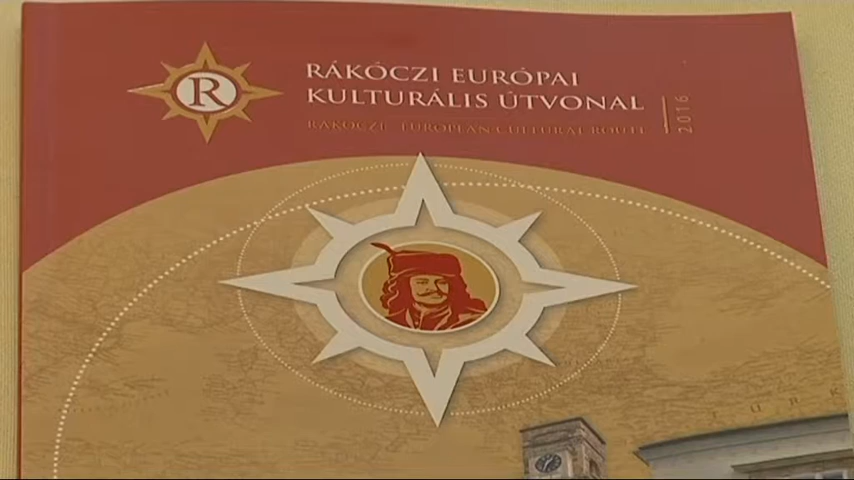 R
RÁKÓCZI EURÓPAI
KULTURÁLIS ÚTVONAL
2016
RÁKÓCZI EUROPEAN CULTURAL ROUTE